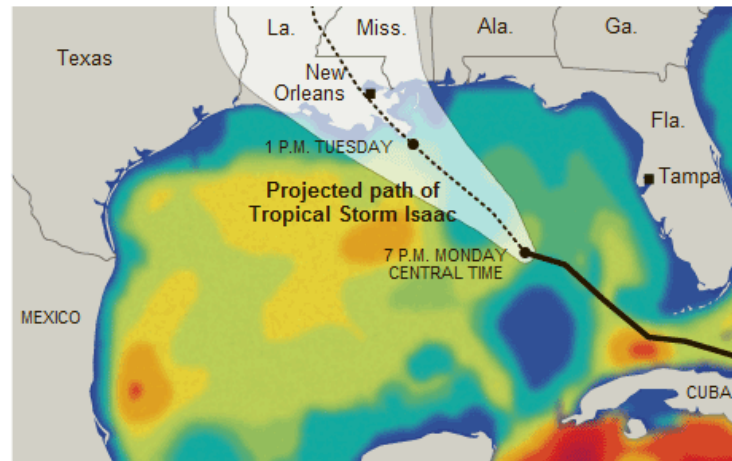 La.
Miss.
Ala.
Ga.
Texas
New
Orleans
Fla.
1 P.M. TUESDAY
Tampa
Projected path of
Tropical Storm Isaac
7 P.M. MONDAY
CENTRAL TIME
MEXICO
CUBA